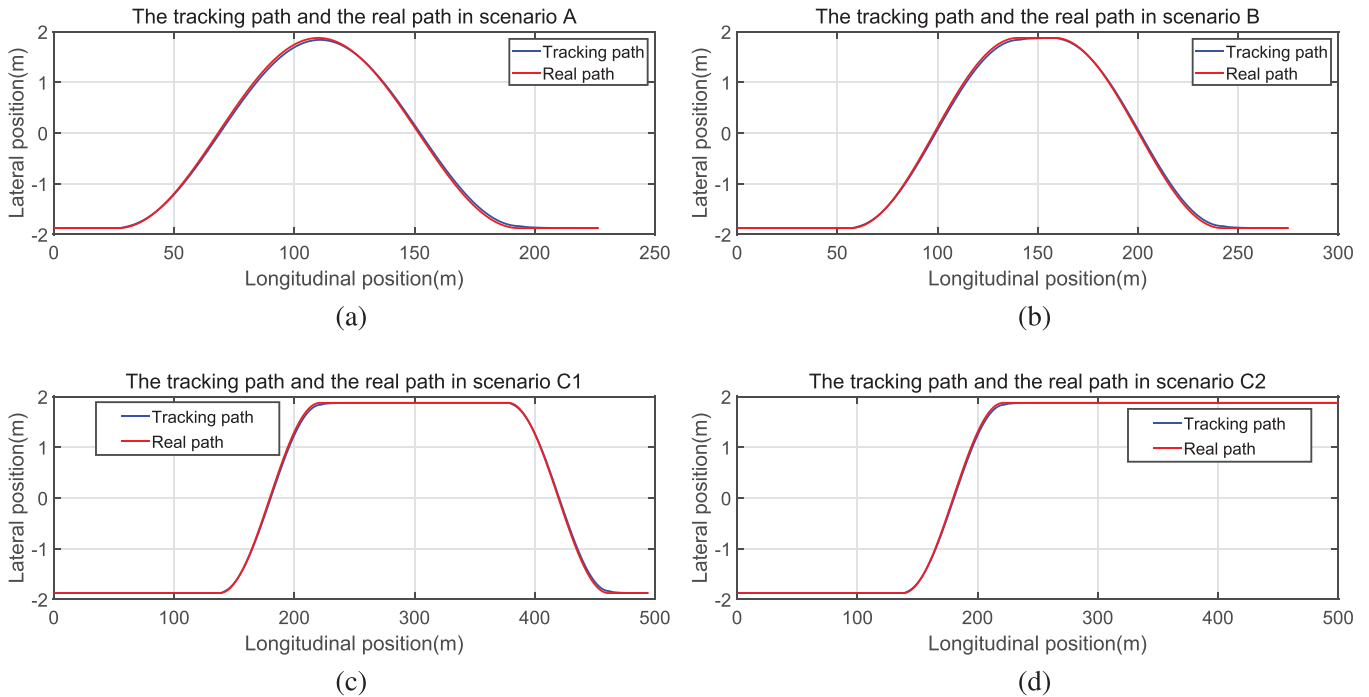 The tracking path and the real path in scenario A
Lateral position(m)
2
1
0
-1
-2
Tracking path
Real path
0 50 100 150 200 250
Longitudinal position(m)
(a)
The tracking path and the real path in scenario B
Lateral position(m)
2
1
0
-1
-2
Tracking path
Real path
0 50 100 150 200 250 300
Longitudinal position(m)
(b)
The tracking path and the real path in scenario C1
Lateral position(m)
2
1
0
-1
-2
Tracking path
Real path
0 100 200 300 400 500
Longitudinal position(m)
(c)
The tracking path and the real path in scenario C2
Lateral position(m)
2
1
0
-1
-2
Tracking path
Real path
0 100 200 300 400 500
Longitudinal position(m)
(d)